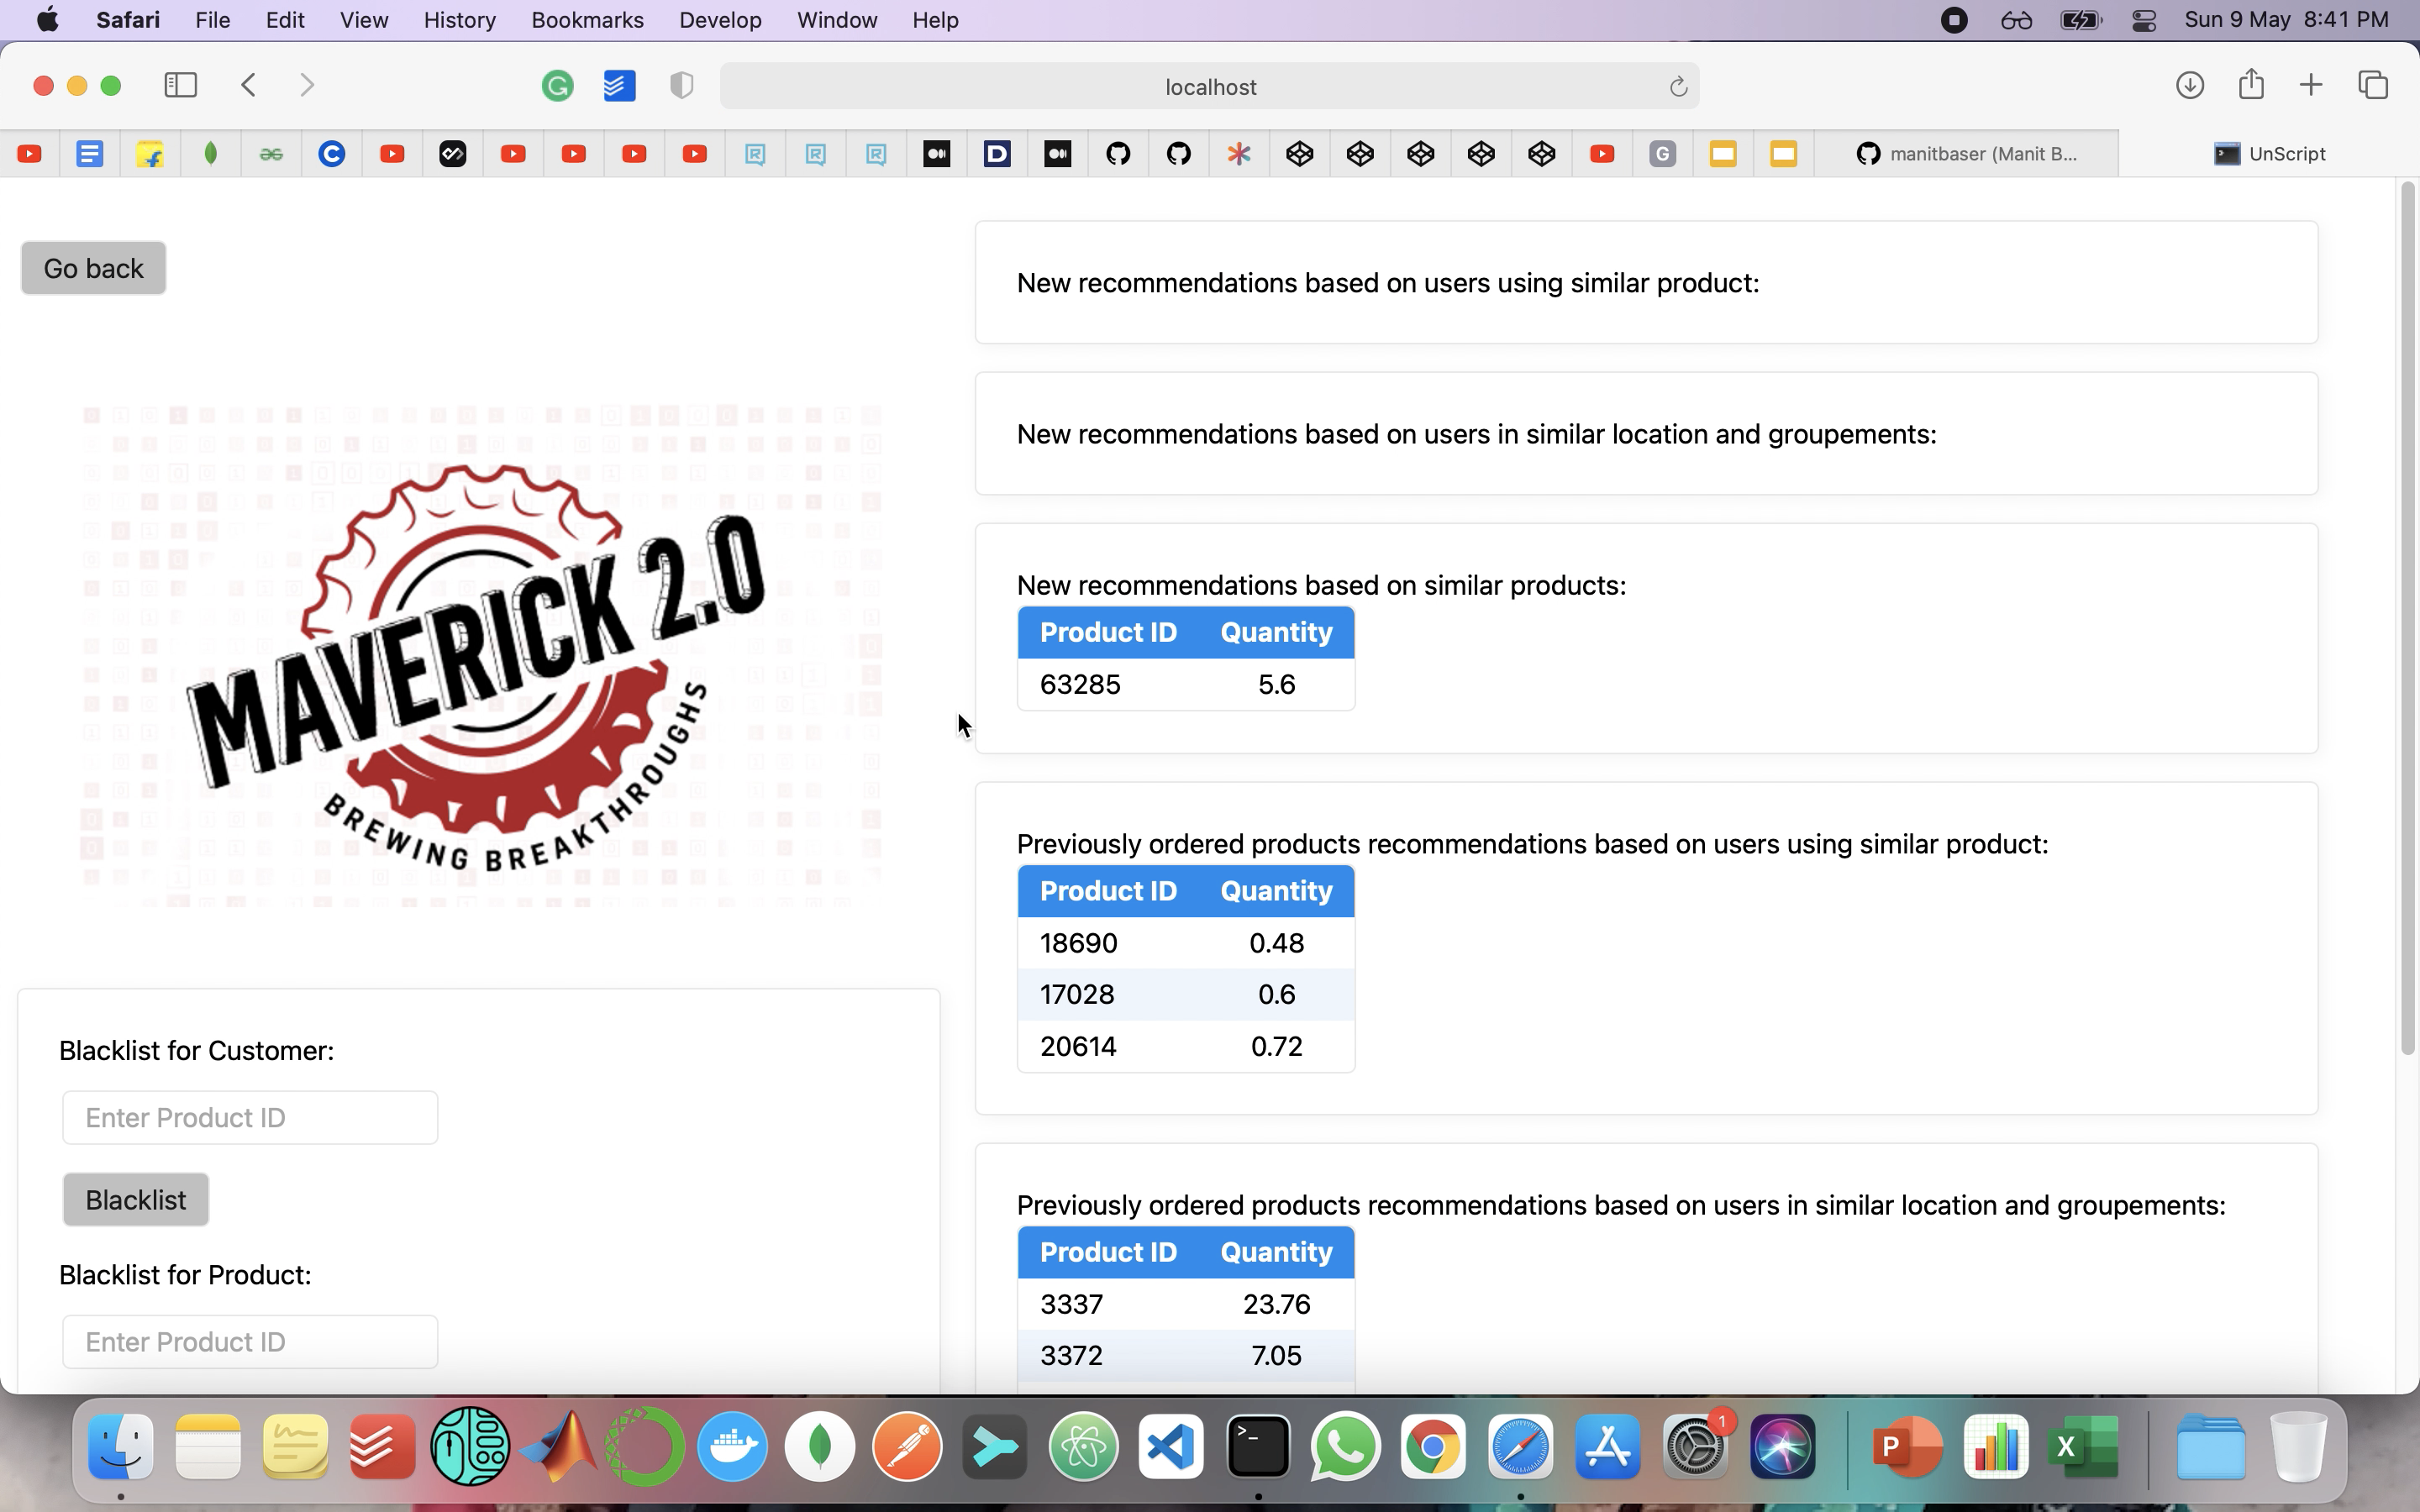 Safari File Edit View History Bookmarks Develop Window Help
Sun 9 May 8:41 PM
localhost
manitbaser (Manit B...
UnScript
Go back
MAVERICK 2.0
BREWING BREAKTHROUGHS
Blacklist for Customer:
Enter Product ID
Blacklist
Blacklist for Product:
Enter Product ID
New recommendations based on users using similar product:
New recommendations based on users in similar location and groupements:
New recommendations based on similar products:
Product ID Quantity
63285 5.6
Previously ordered products recommendations based on users using similar product:
Product ID Quantity
18690 0.48
17028 0.6
20614 0.72
Previously ordered products recommendations based on users in similar location and groupements:
Product ID Quantity
3337 23.76
3372 7.05
1